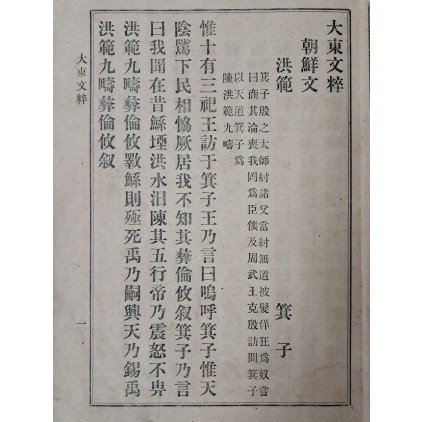 大東文粹
朝鮮文
洪範　箕子
箕子殷之太師紂諸父當紂無道被髮佯狂爲奴嘗
曰商其淪喪我罔爲臣僕及周武王克殷訪問箕子
以天道箕子爲
陳洪範九疇
惟十有三祀王訪于箕子王乃言曰嗚呼箕子惟天
陰騭下民相恊厥居我不知其彝倫攸叙箕子乃言
曰我聞在昔鯀堙洪水汩陳其五行帝乃震怒不畀
洪範九疇彝倫攸斁鯀則殛死禹乃嗣興天乃錫禹
洪範九疇彝倫攸叙
大東文粹
一